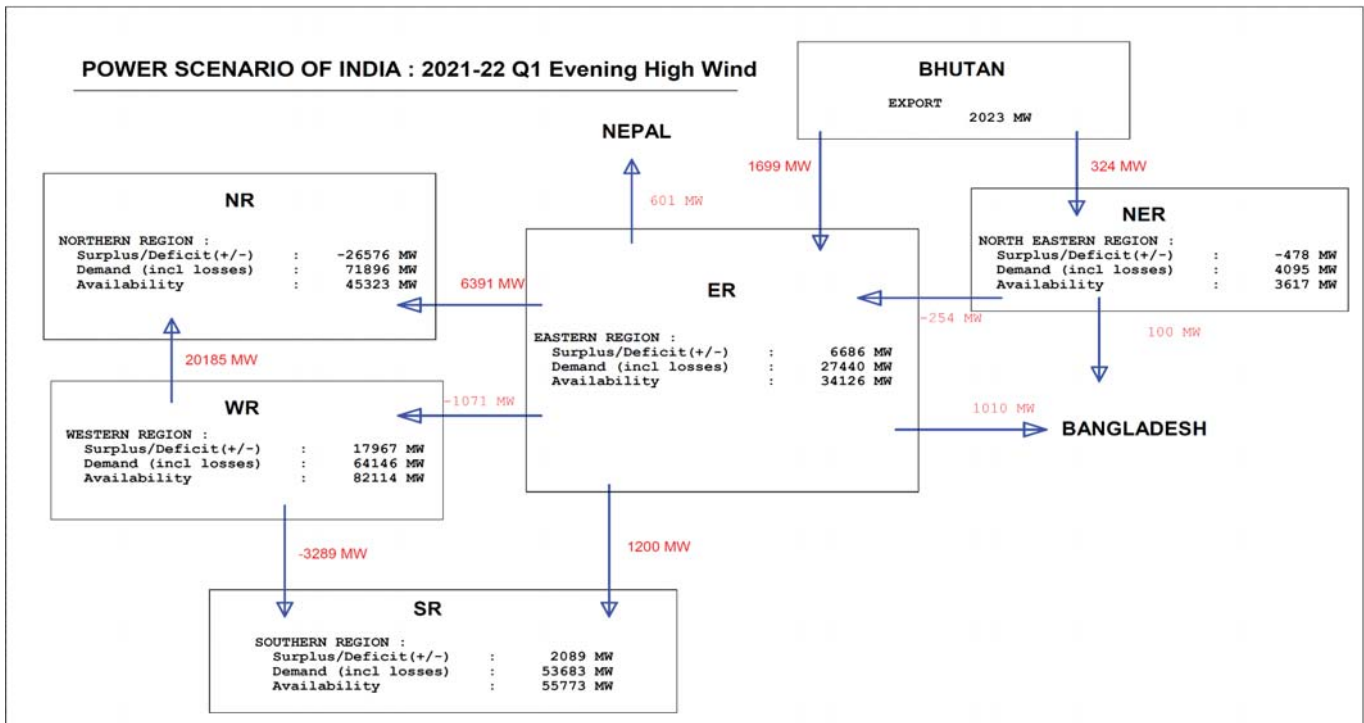 POWER SCENARIO OF INDIA : 2021-22 Q1 Evening High Wind
BHUTAN
EXPORT
2023 MW
NEPAL
1699 MW
324 MW
601 MW
NR
NORTHERN REGION :
Surplus/Deficit(+/-) : -26576 MW
Demand (incl losses) : 71896 MW
Availability : 45323 MW
NER
NORTH EASTERN REGION :
Surplus/Deficit(+/-) : -478 MW
Demand (incl losses) : 4095 MW
Availability : 3617 MW
6391 MW
ER
EASTERN REGION :
Surplus/Deficit(+/-) : 6686 MW
Demand (incl losses) : 27440 MW
Availability : 34126 MW
-254 MW
100 MW
20185 MW
WR
WESTERN REGION :
Surplus/Deficit(+/-) : 17967 MW
Demand (incl losses) : 64146 MW
Availability : 82114 MW
-1071 MW
1010 MW
BANGLADESH
-3289 MW
1200 MW
SR
SOUTHERN REGION :
Surplus/Deficit(+/-) : 2089 MW
Demand (incl losses) : 53683 MW
Availability : 55773 MW